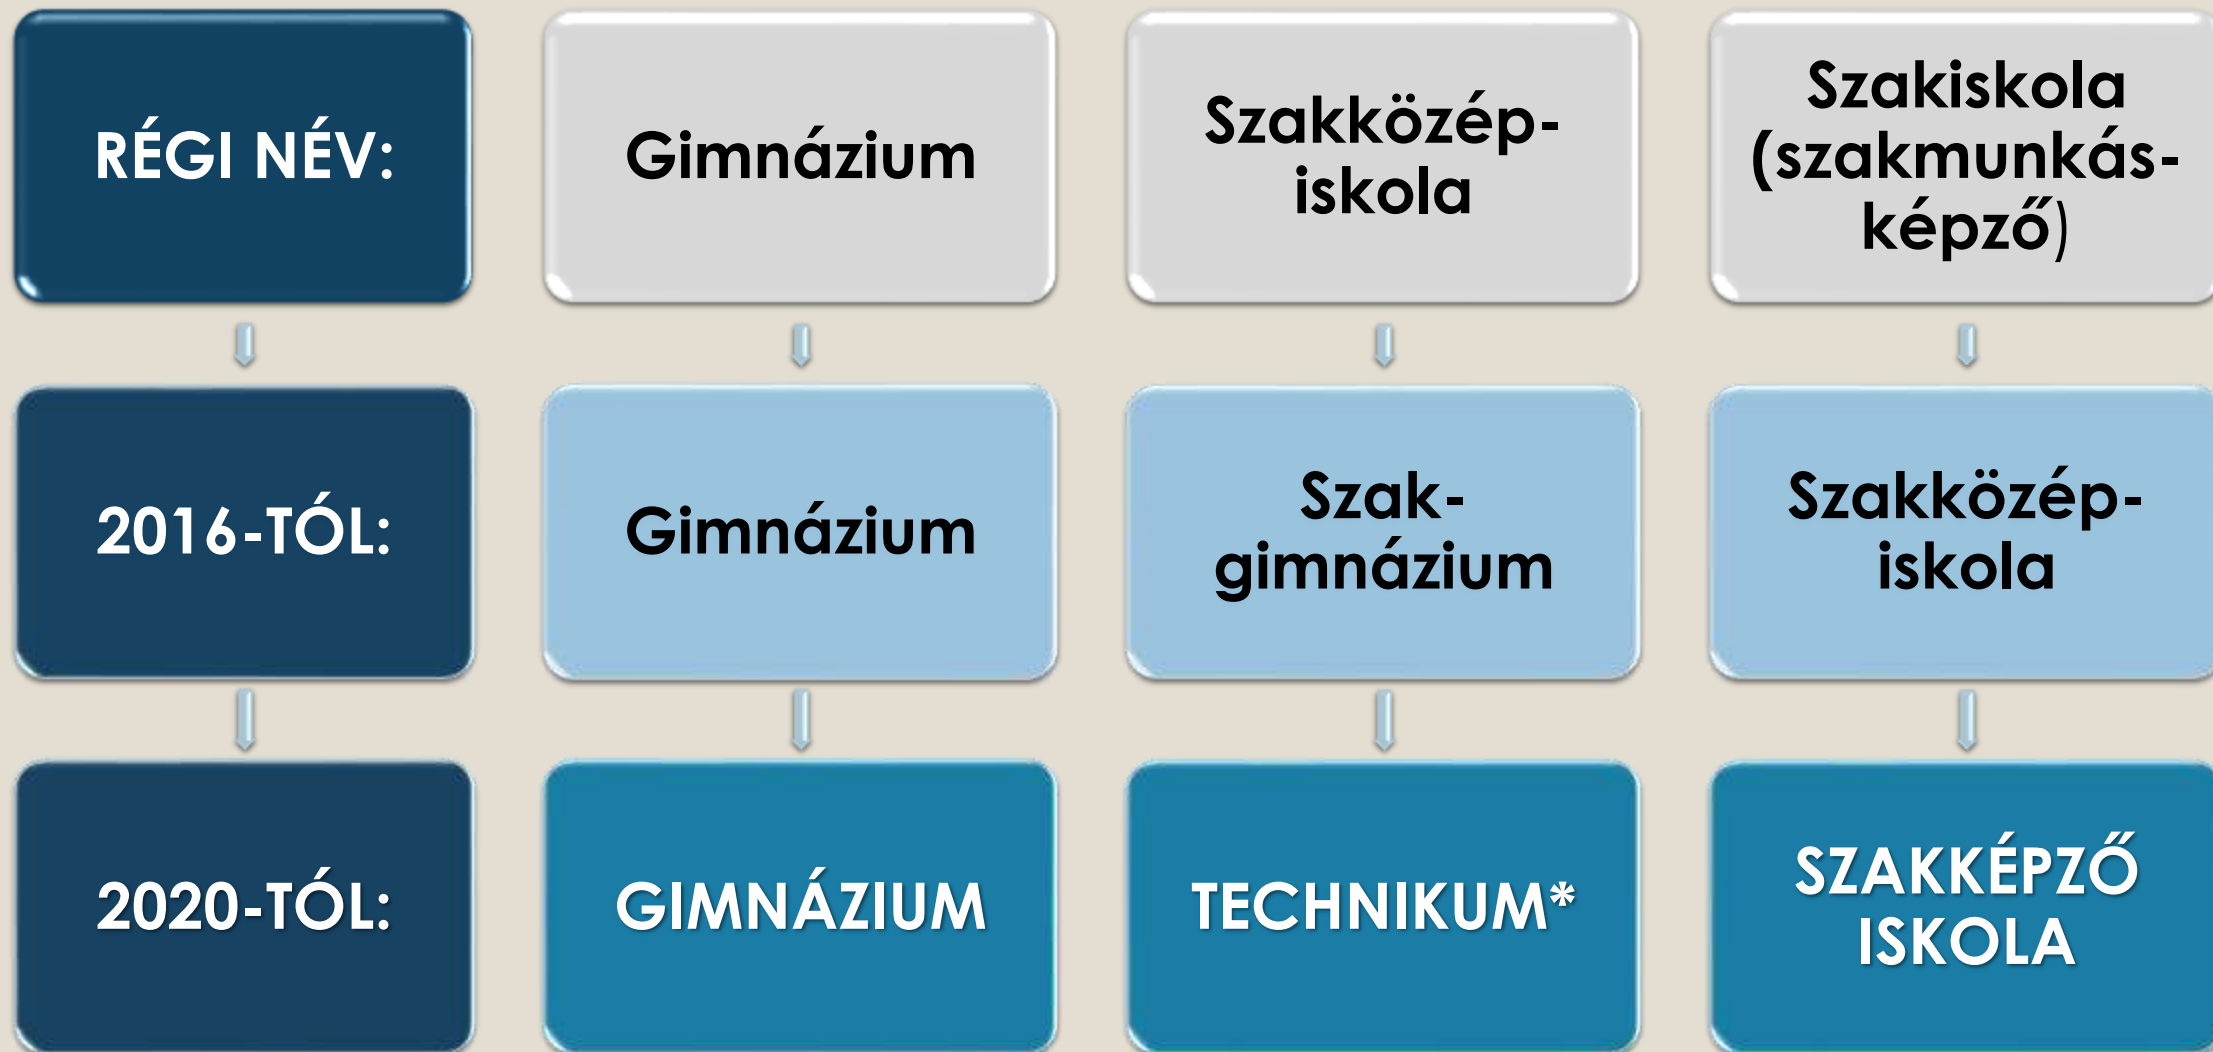 RÉGI NÉV:
Gimnázium
Szakközép-
iskola
Szakiskola
(szakmunkás-
képző)
2016-TÓL:
Gimnázium
Szak-
gimnázium
Szakközép-
iskola
2020-TÓL:
GIMNÁZIUM
TECHNIKUM*
SZAKKÉPZŐ
ISKOLA